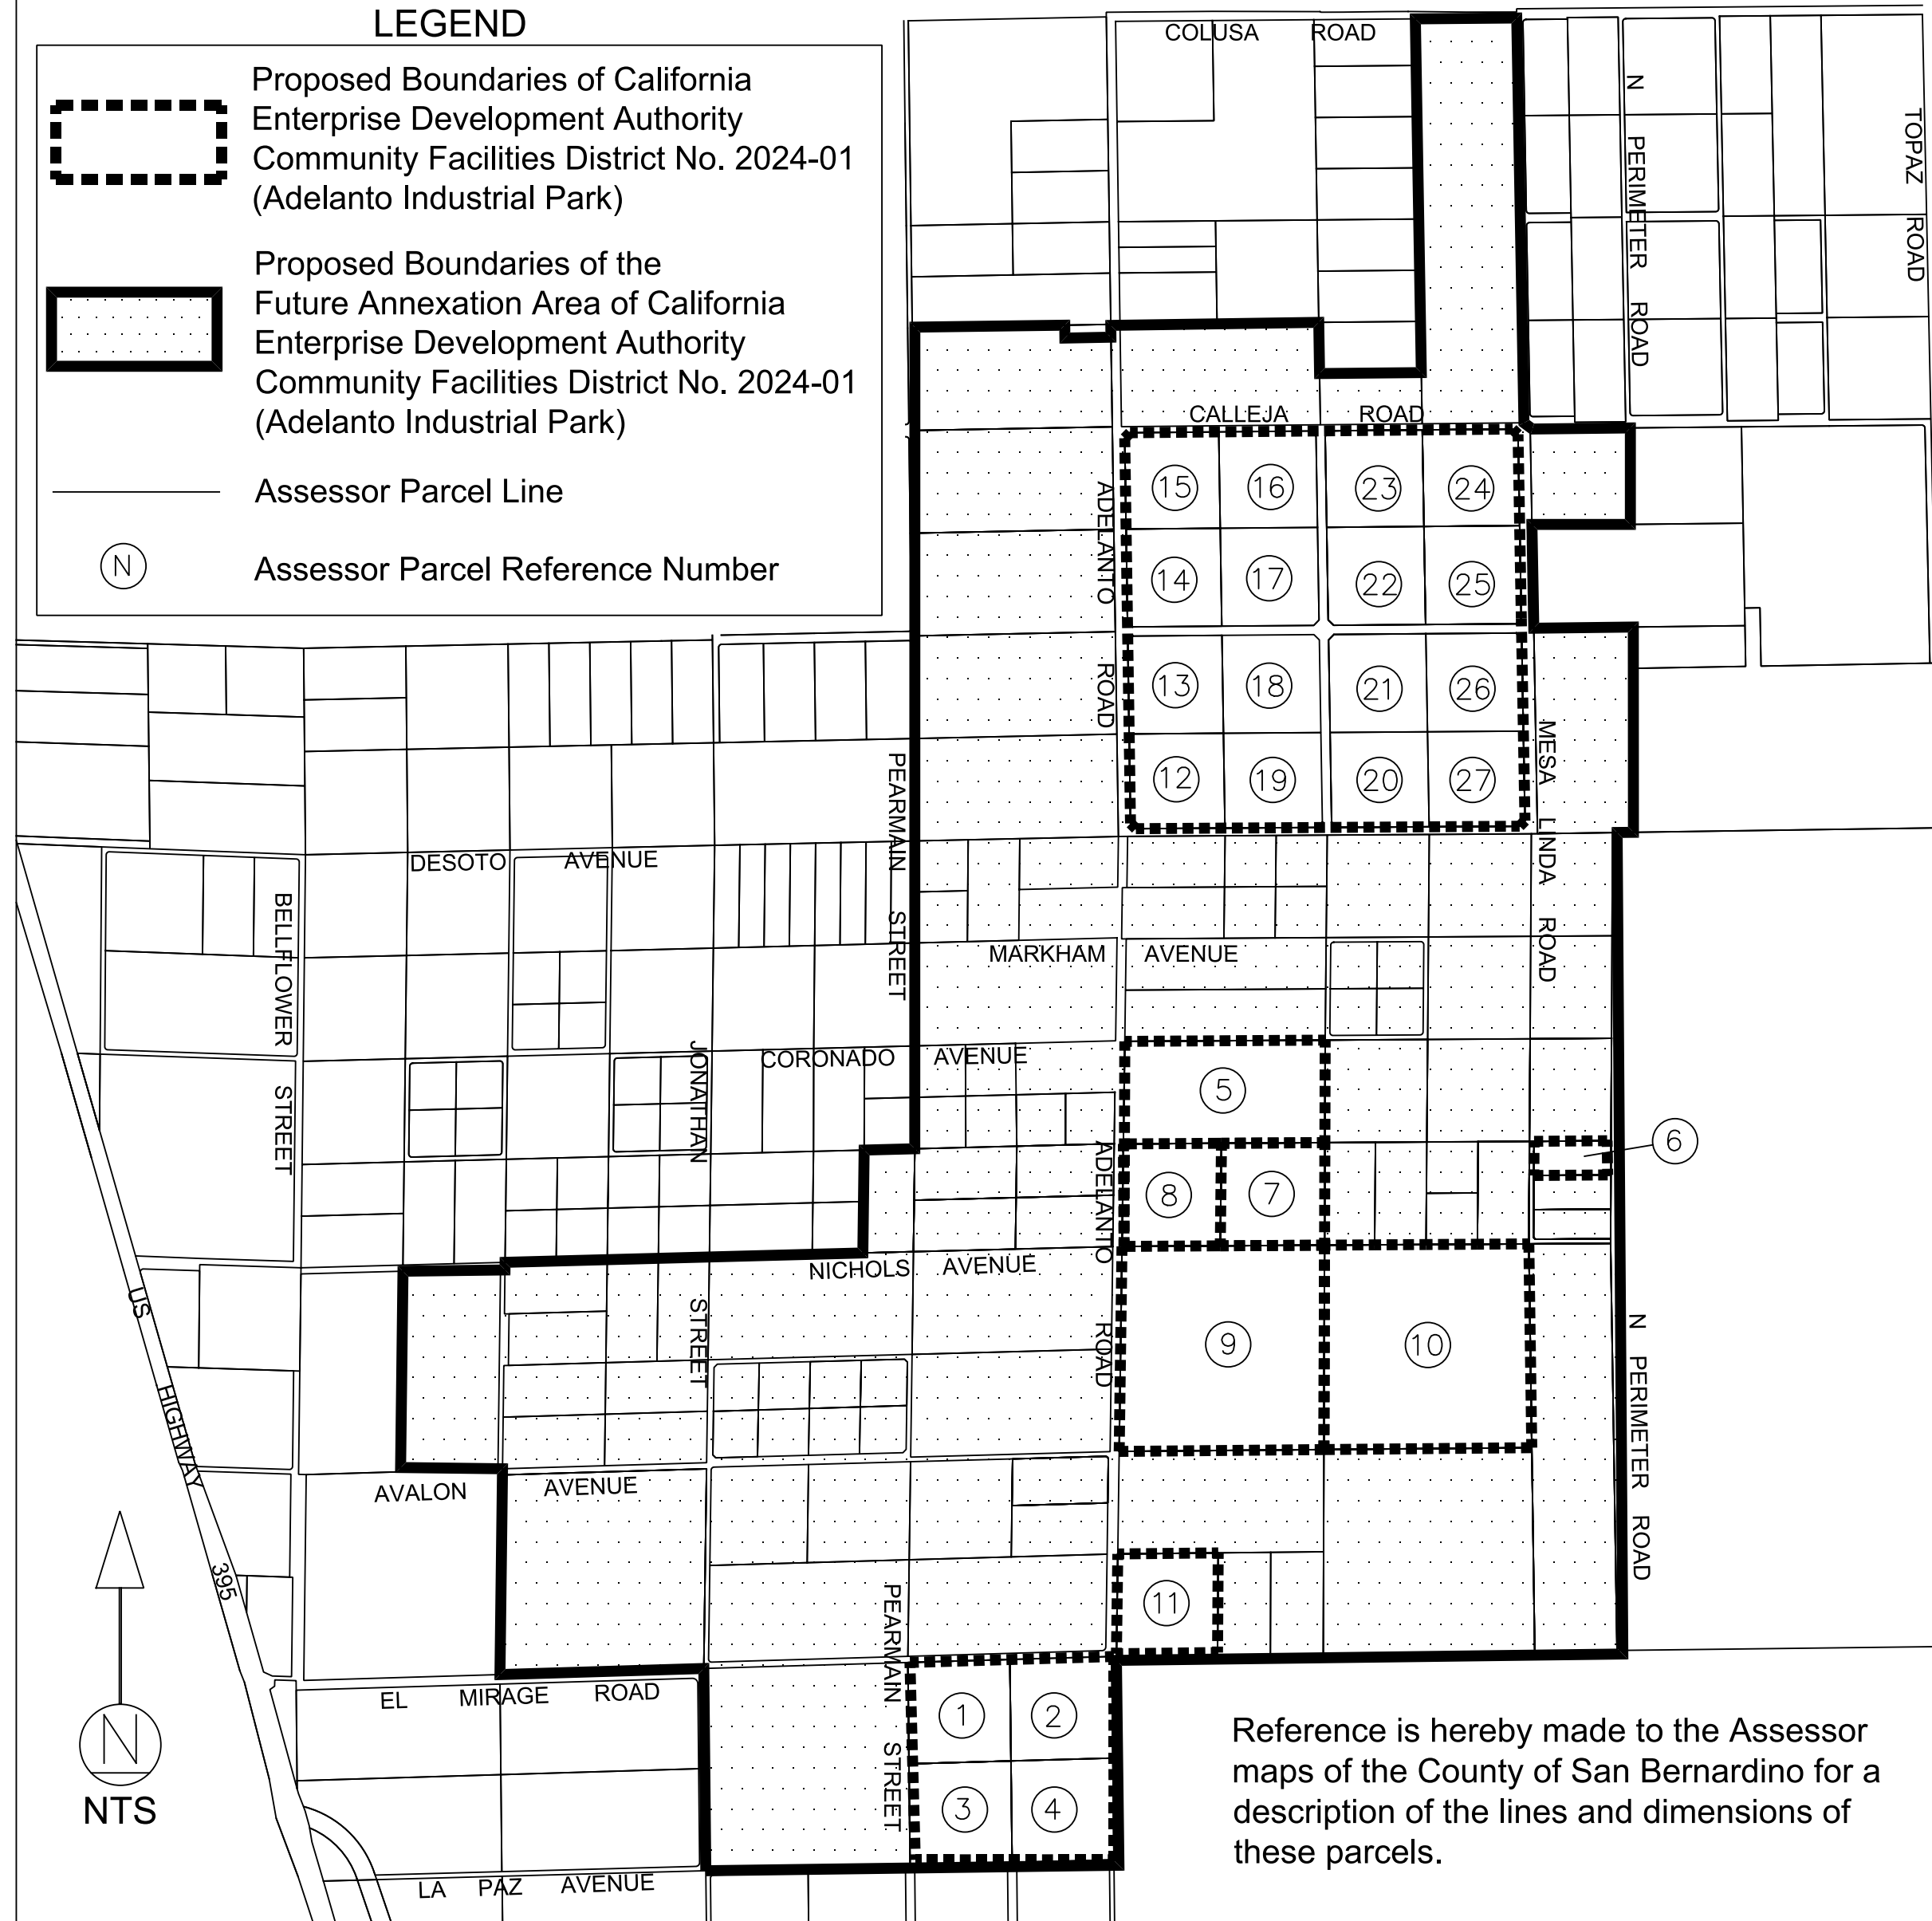 LEGEND
Proposed Boundaries of California
Enterprise Development Authority
Community Facilities District No. 2024-01
(Adelanto Industrial Park)
Proposed Boundaries of the
Future Annexation Area of California
Enterprise Development Authority
Community Facilities District No. 2024-01
(Adelanto Industrial Park)
Assessor Parcel Line
N
Assessor Parcel Reference Number
COLUSA ROAD
N PERIMETER ROAD
TOPAZ ROAD
CALLEJA ROAD
15
16
23
24
ADELANTO ROAD
14
17
22
25
13
18
21
26
12
19
20
27
MESA LINDA ROAD
PEARMAIN STREET
DESOTO AVENUE
BELLFLOWER STREET
MARKHAM AVENUE
JONATHAN STREET
CORONADO AVENUE
5
6
ADELANTO ROAD
8
7
NICHOLS AVENUE
US HIGHWAY 395
9
10
N PERIMETER ROAD
AVALON AVENUE
11
PEARMAIN STREET
EL MIRAGE ROAD
1
2
3
4
N
NTS
LA PAZ AVENUE
Reference is hereby made to the Assessor
maps of the County of San Bernardino for a
description of the lines and dimensions of
these parcels.